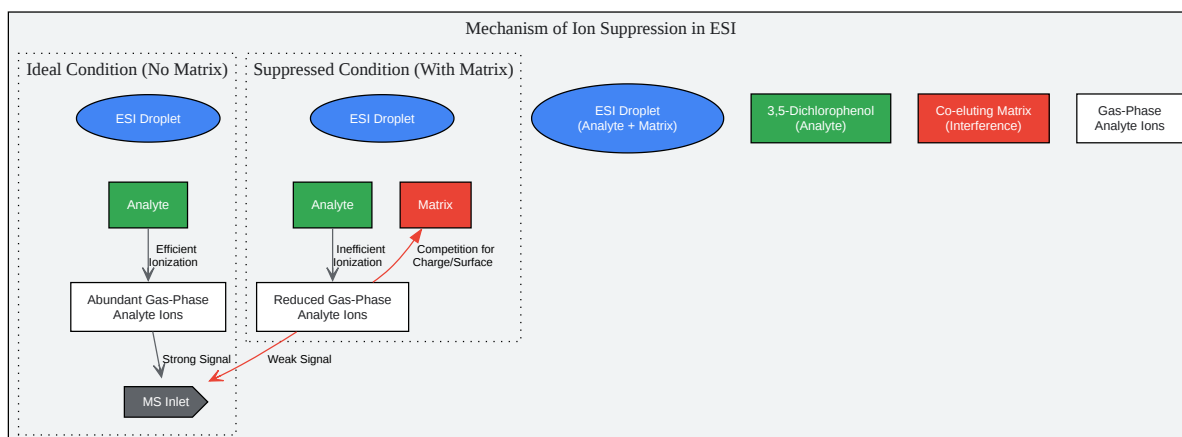 Mechanism of Ion Suppression in ESI
Ideal Condition (No Matrix)
ESI Droplet
Analyte
Efficient
Ionization
Abundant Gas-Phase
Analyte Ions
Strong Signal
MS Inlet
Suppressed Condition (With Matrix)
ESI Droplet
Analyte
Matrix
Inefficient
Ionization
Competition for
Charge/Surface
Reduced Gas-Phase
Analyte Ions
Weak Signal
ESI Droplet
(Analyte + Matrix)
3,5-Dichlorophenol
(Analyte)
Co-eluting Matrix
(Interference)
Gas-Phase
Analyte Ions